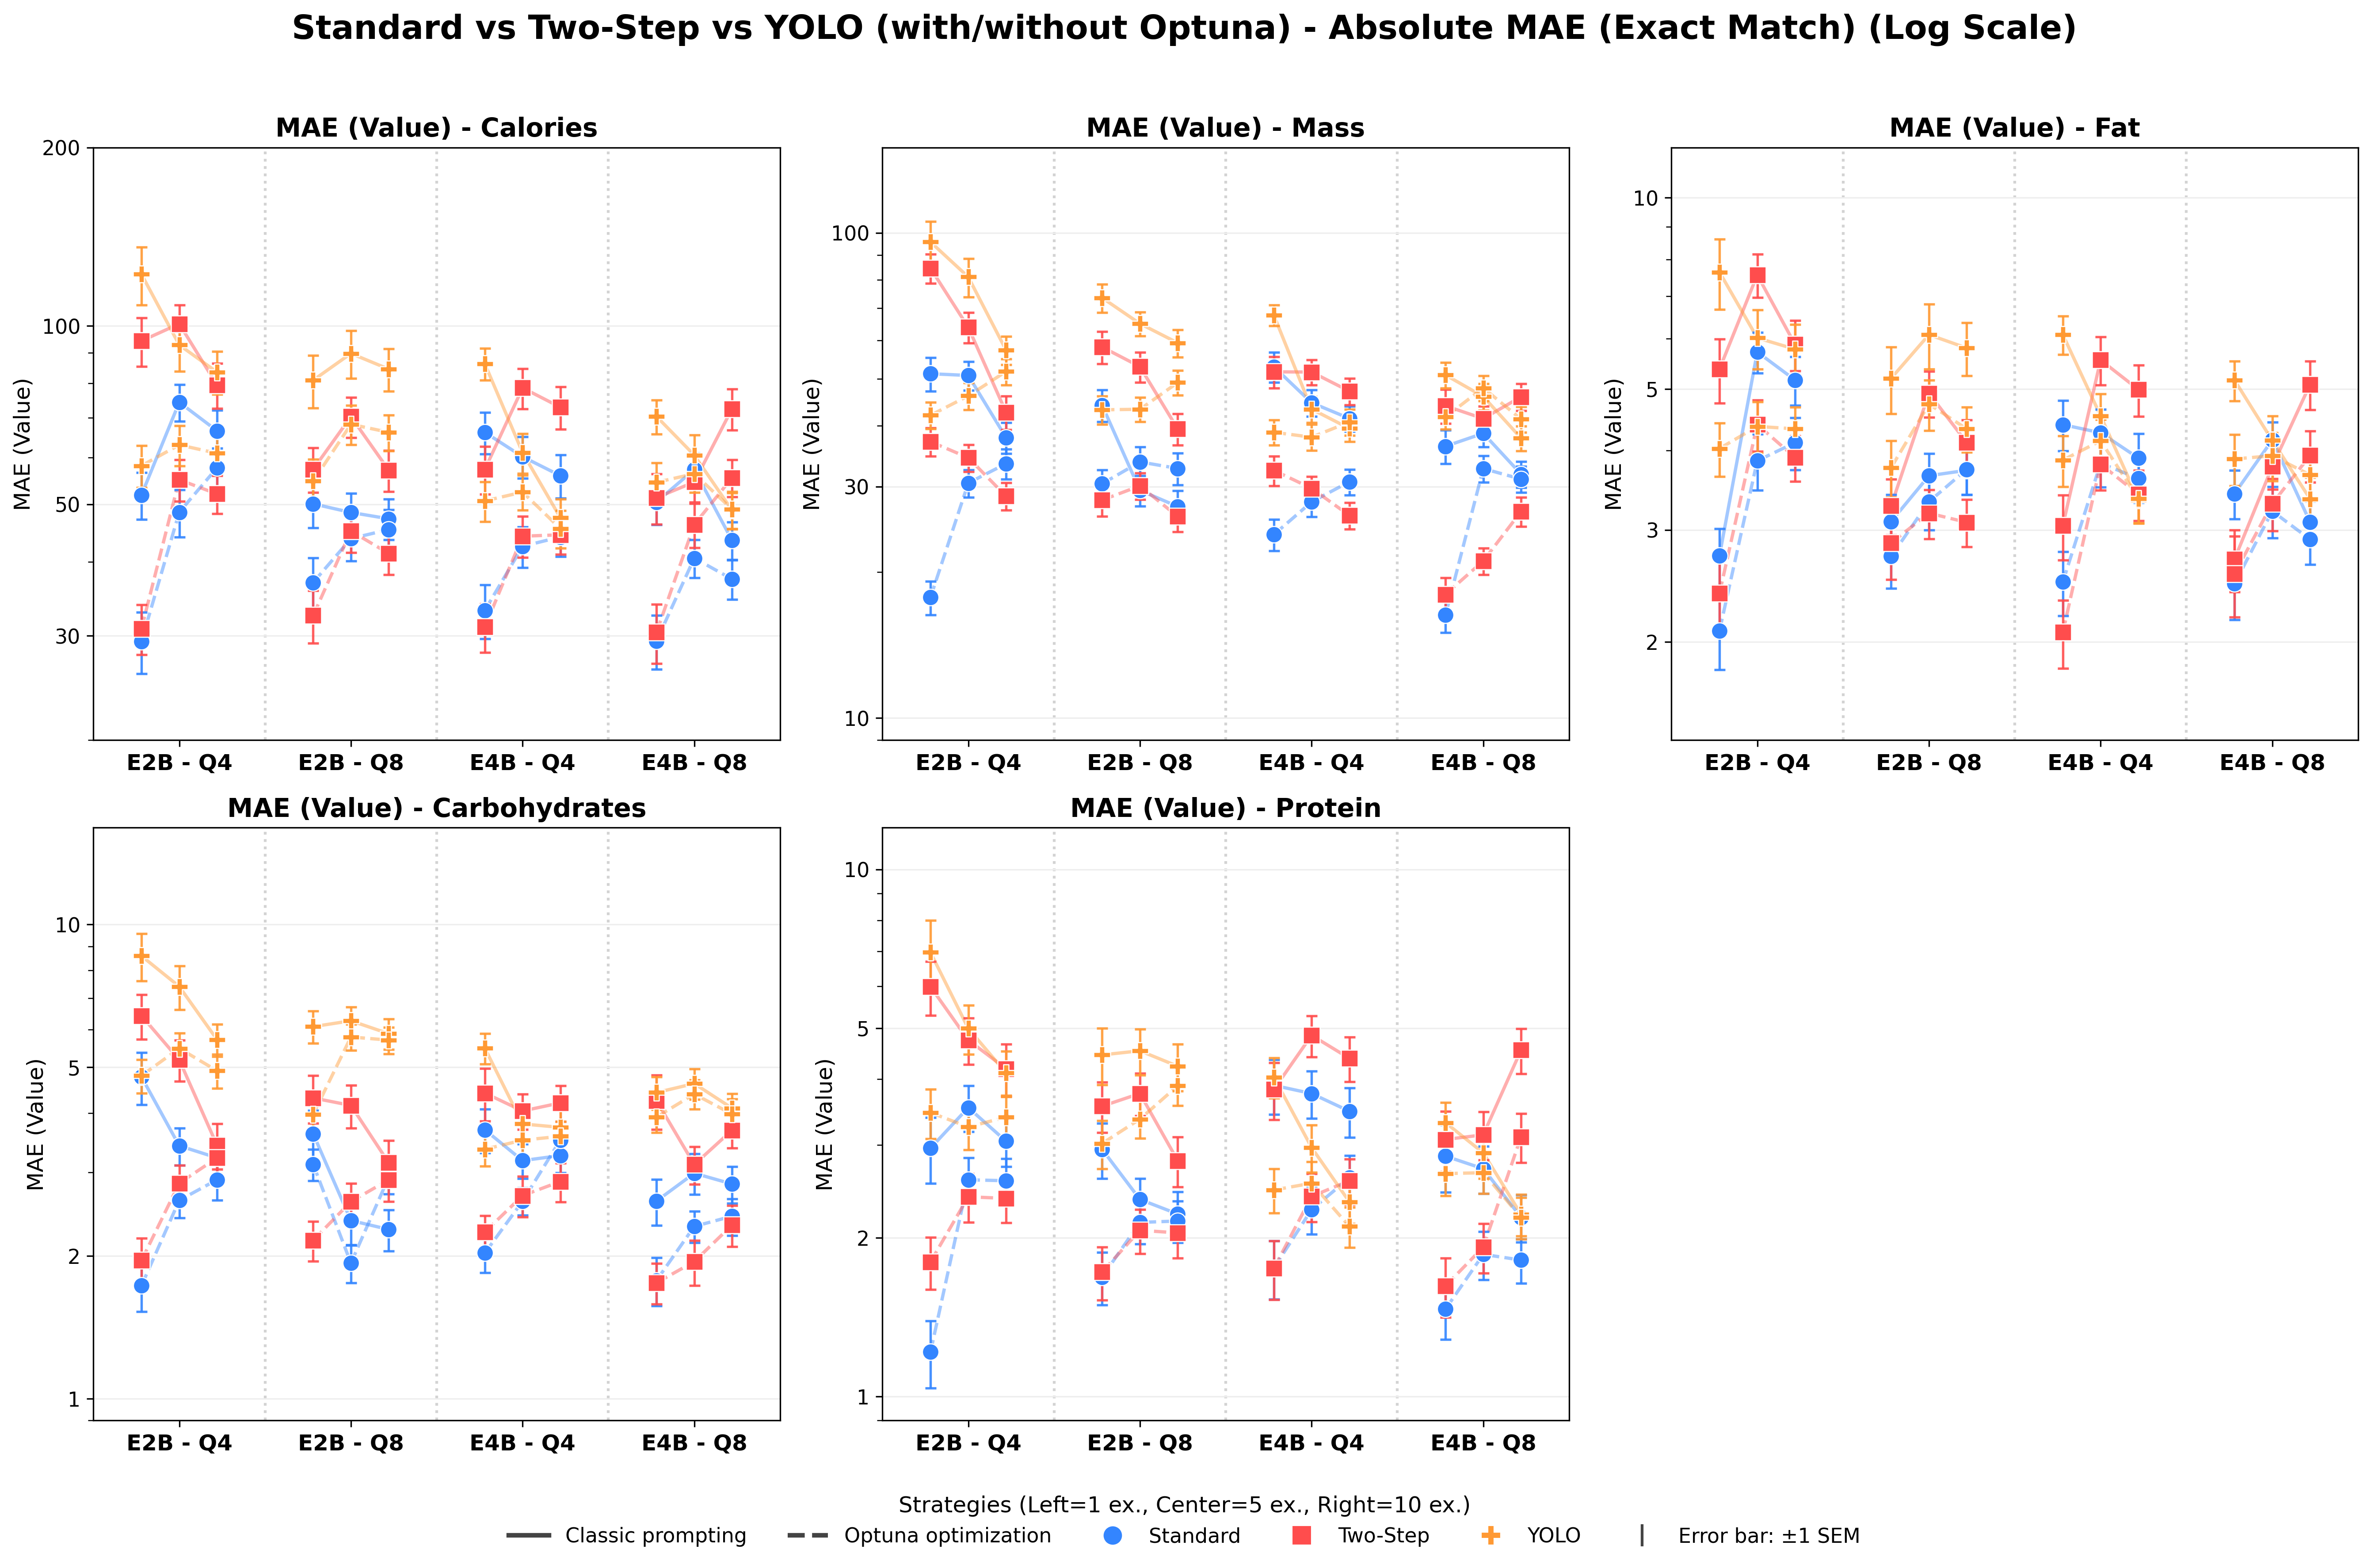 Standard vs Two-Step vs YOLO (with/without Optuna) - Absolute MAE (Exact Match) (Log Scale)
MAE (Value) - Calories
MAE (Value)
200
100
50
30
E2B - Q4
E2B - Q8
E4B - Q4
E4B - Q8
MAE (Value) - Mass
MAE (Value)
100
30
10
E2B - Q4
E2B - Q8
E4B - Q4
E4B - Q8
MAE (Value) - Fat
MAE (Value)
10
5
3
2
E2B - Q4
E2B - Q8
E4B - Q4
E4B - Q8
MAE (Value) - Carbohydrates
MAE (Value)
10
5
2
1
E2B - Q4
E2B - Q8
E4B - Q4
E4B - Q8
MAE (Value) - Protein
MAE (Value)
10
5
2
1
E2B - Q4
E2B - Q8
E4B - Q4
E4B - Q8
Strategies (Left=1 ex., Center=5 ex., Right=10 ex.)
Classic prompting
Optuna optimization
Standard
Two-Step
YOLO
Error bar: ±1 SEM